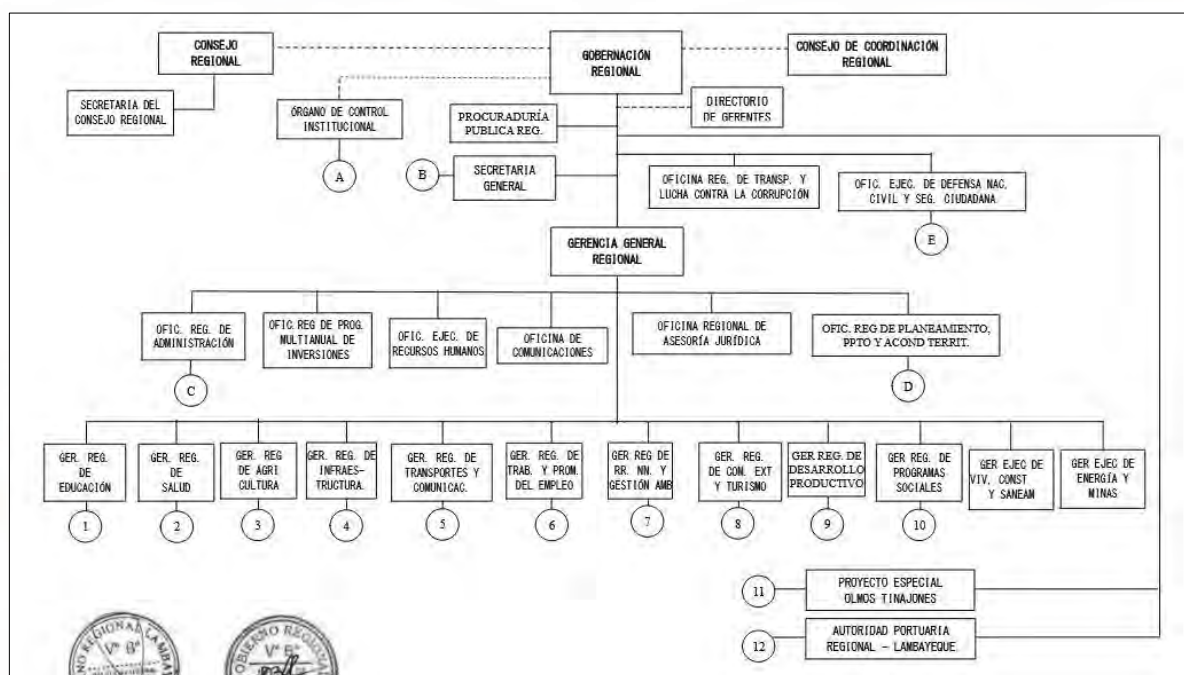 CONSEJO
REGIONAL
GOBERNACIÓN
REGIONAL
CONSEJO DE COORDINACIÓN
REGIONAL
SECRETARIA DEL
CONSEJO REGIONAL
ÓRGANO DE CONTROL
INSTITUCIONAL
A
PROCURADURÍA
PUBLICA REG.
DIRECTORIO
DE GERENTES
B
SECRETARIA
GENERAL
OFICINA REG. DE TRANSP. Y
LUCHA CONTRA LA CORRUPCIÓN
OFIC. EJEC. DE DEFENSA NAC.
CIVIL Y SEG. CIUDADANA.
E
GERENCIA GENERAL
REGIONAL
OFIC. REG. DE
ADMINISTRACIÓN
C
OFIC. REG DE PROG.
MULTIANUAL DE
INVERSIONES
OFIC. EJEC. DE
RECURSOS HUMANOS
OFICINA DE
COMUNICACIONES
OFICINA REGIONAL DE
ASESORÍA JURÍDICA
OFIC. REG DE PLANEAMIENTO,
PPTO Y ACOND TERRIT.
D
GER. REG.
DE
EDUCACIÓN
1
GER. REG.
DE
SALUD
2
GER. REG
DE AGRI
CULTURA
3
GER. REG. DE
INFRAES-
TRUCTURA.
4
GER. REG. DE
TRANSPORTES Y
COMUNICAC.
5
GER. REG. DE
TRAB. Y PROM.
DEL EMPLEO
6
GER REG DE
RR. NN. Y
GESTIÓN AMB
7
GER. REG.
DE COM. EXT
Y TURISMO
8
GER REG. DE
DESARROLLO
PRODUCTIVO
9
GER REG. DE
PROGRAMAS
SOCIALES
10
GER EJEC DE
VIV, CONST
Y SANEAM
GER EJEC DE
ENERGÍA Y
MINAS
11
PROYECTO ESPECIAL
OLMOS TINAJONES
12
AUTORIDAD PORTUARIA
REGIONAL - LAMBAYEQUE
REGIONAL LAMBAY
V° B°
BIERNO REGIONAL
V° B°